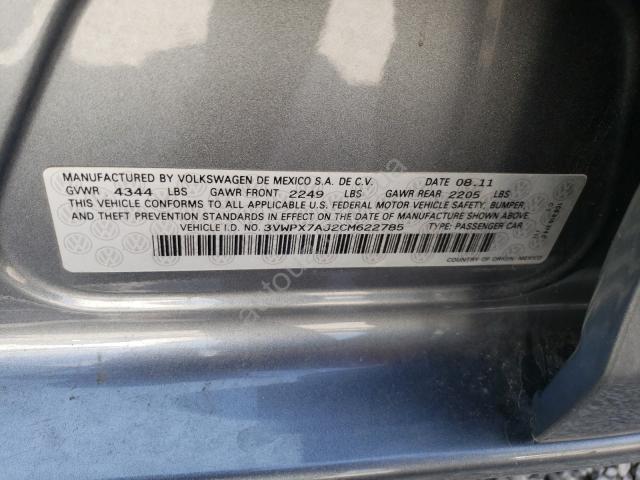 MANUFACTURED BY VOLKSWAGEN DE MEXICO S.A. DE C.V. DATE 08.11
GVWR 4344 LBS GAWR FRONT 2249 LBS GAWR REAR 2205 LBS
THIS VEHICLE CONFORMS TO ALL APPLICABLE U.S. FEDERAL MOTOR VEHICLE SAFETY, BUMPER,
AND THEFT PREVENTION STANDARDS IN EFFECT ON THE DATE OF MANUFACTURE SHOWN ABOVE.
VEHICLE I.D. NO. 3VWPX7AJ2CM622785 TYPE: PASSENGER CAR
COUNTRY OF ORIGIN: MEXICO